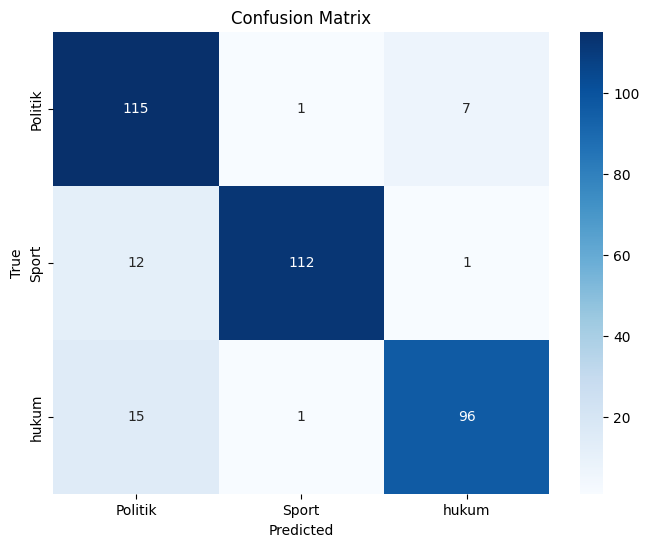 Confusion Matrix
True
Politik
115 1 7
Sport
12 112 1
hukum
15 1 96
Politik Sport hukum
Predicted
100
80
60
40
20